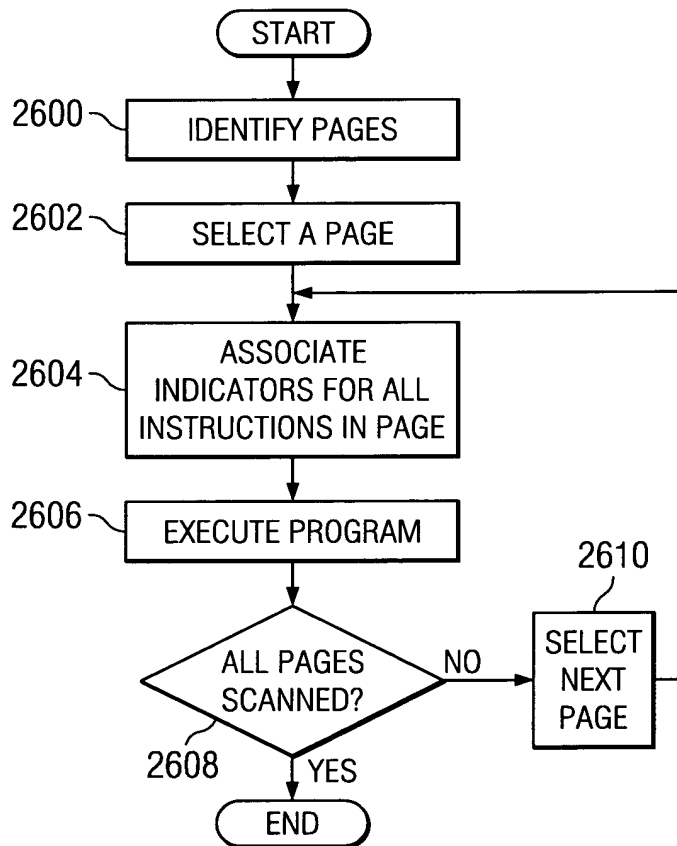 START
2600
IDENTIFY PAGES
2602
SELECT A PAGE
2604
ASSOCIATE
INDICATORS FOR ALL
INSTRUCTIONS IN PAGE
2606
EXECUTE PROGRAM
ALL PAGES
SCANNED?
2608
NO
2610
SELECT
NEXT
PAGE
YES
END